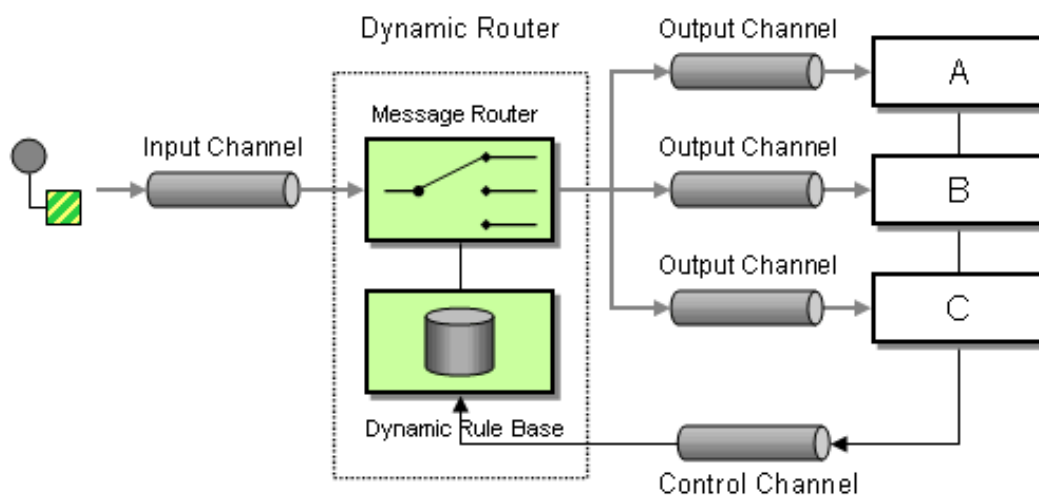 Dynamic Router
Output Channel
A
Message Router
Input Channel
Output Channel
B
Output Channel
C
Dynamic Rule Base
Control Channel